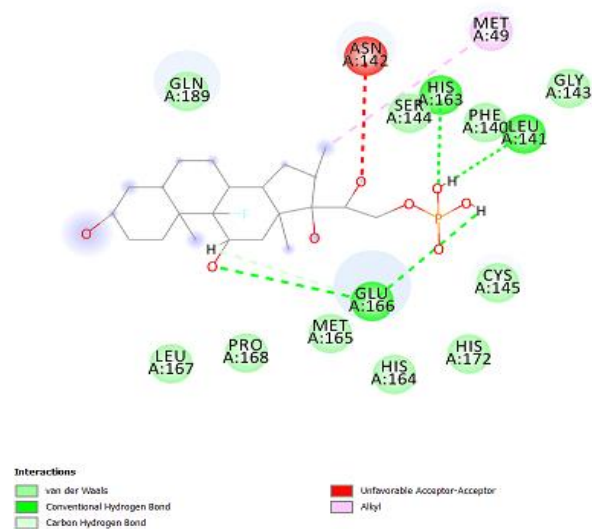 MET
A:49
ASN
A:142
GLN
A:189
HIS
A:163
SER
A:144
PHE
A:140
LEU
A:141
GLY
A:143
O
H
O
O
P
O
H
O
F
O
O
H
O
O
GLU
A:166
CYS
A:145
MET
A:165
PRO
A:168
LEU
A:167
HIS
A:164
HIS
A:172
Interactions
van der Waals
Conventional Hydrogen Bond
Carbon Hydrogen Bond
Unfavorable Acceptor-Acceptor
Alkyl